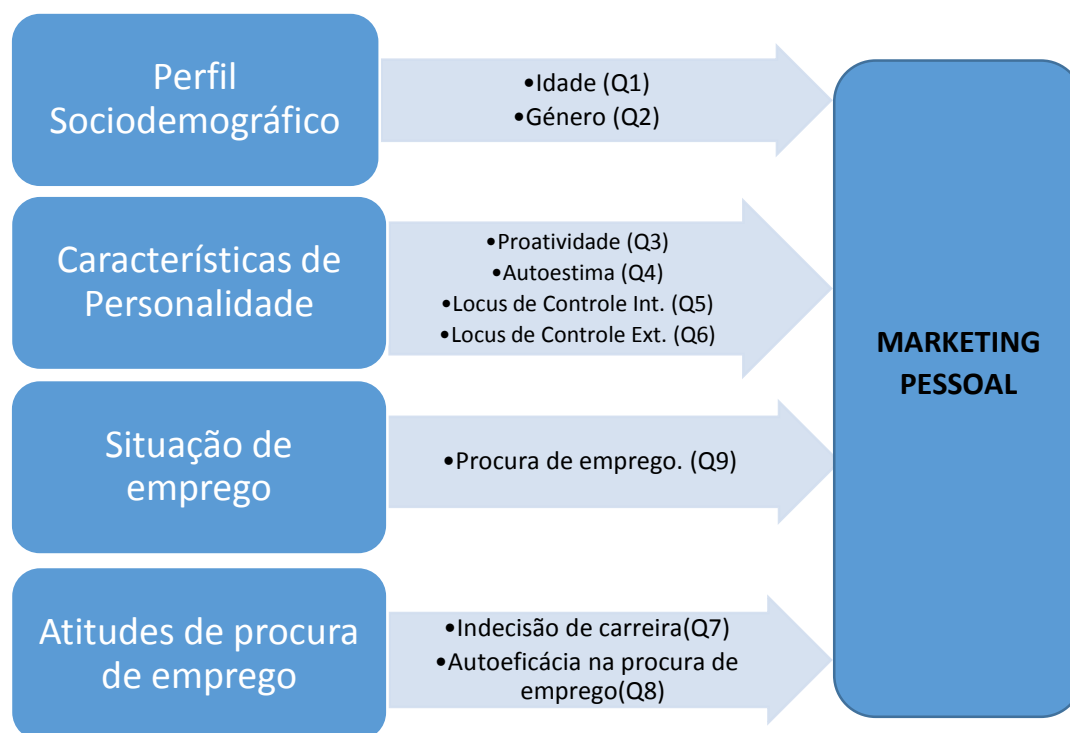 Perfil
Sociodemográfico
•Idade (Q1)
•Género (Q2)
Características de
Personalidade
•Proatividade (Q3)
•Autoestima (Q4)
•Locus de Controle Int. (Q5)
•Locus de Controle Ext. (Q6)
Situação de
emprego
•Procura de emprego. (Q9)
Atitudes de procura
de emprego
•Indecisão de carreira(Q7)
•Autoeficácia na procura de
emprego(Q8)
MARKETING
PESSOAL